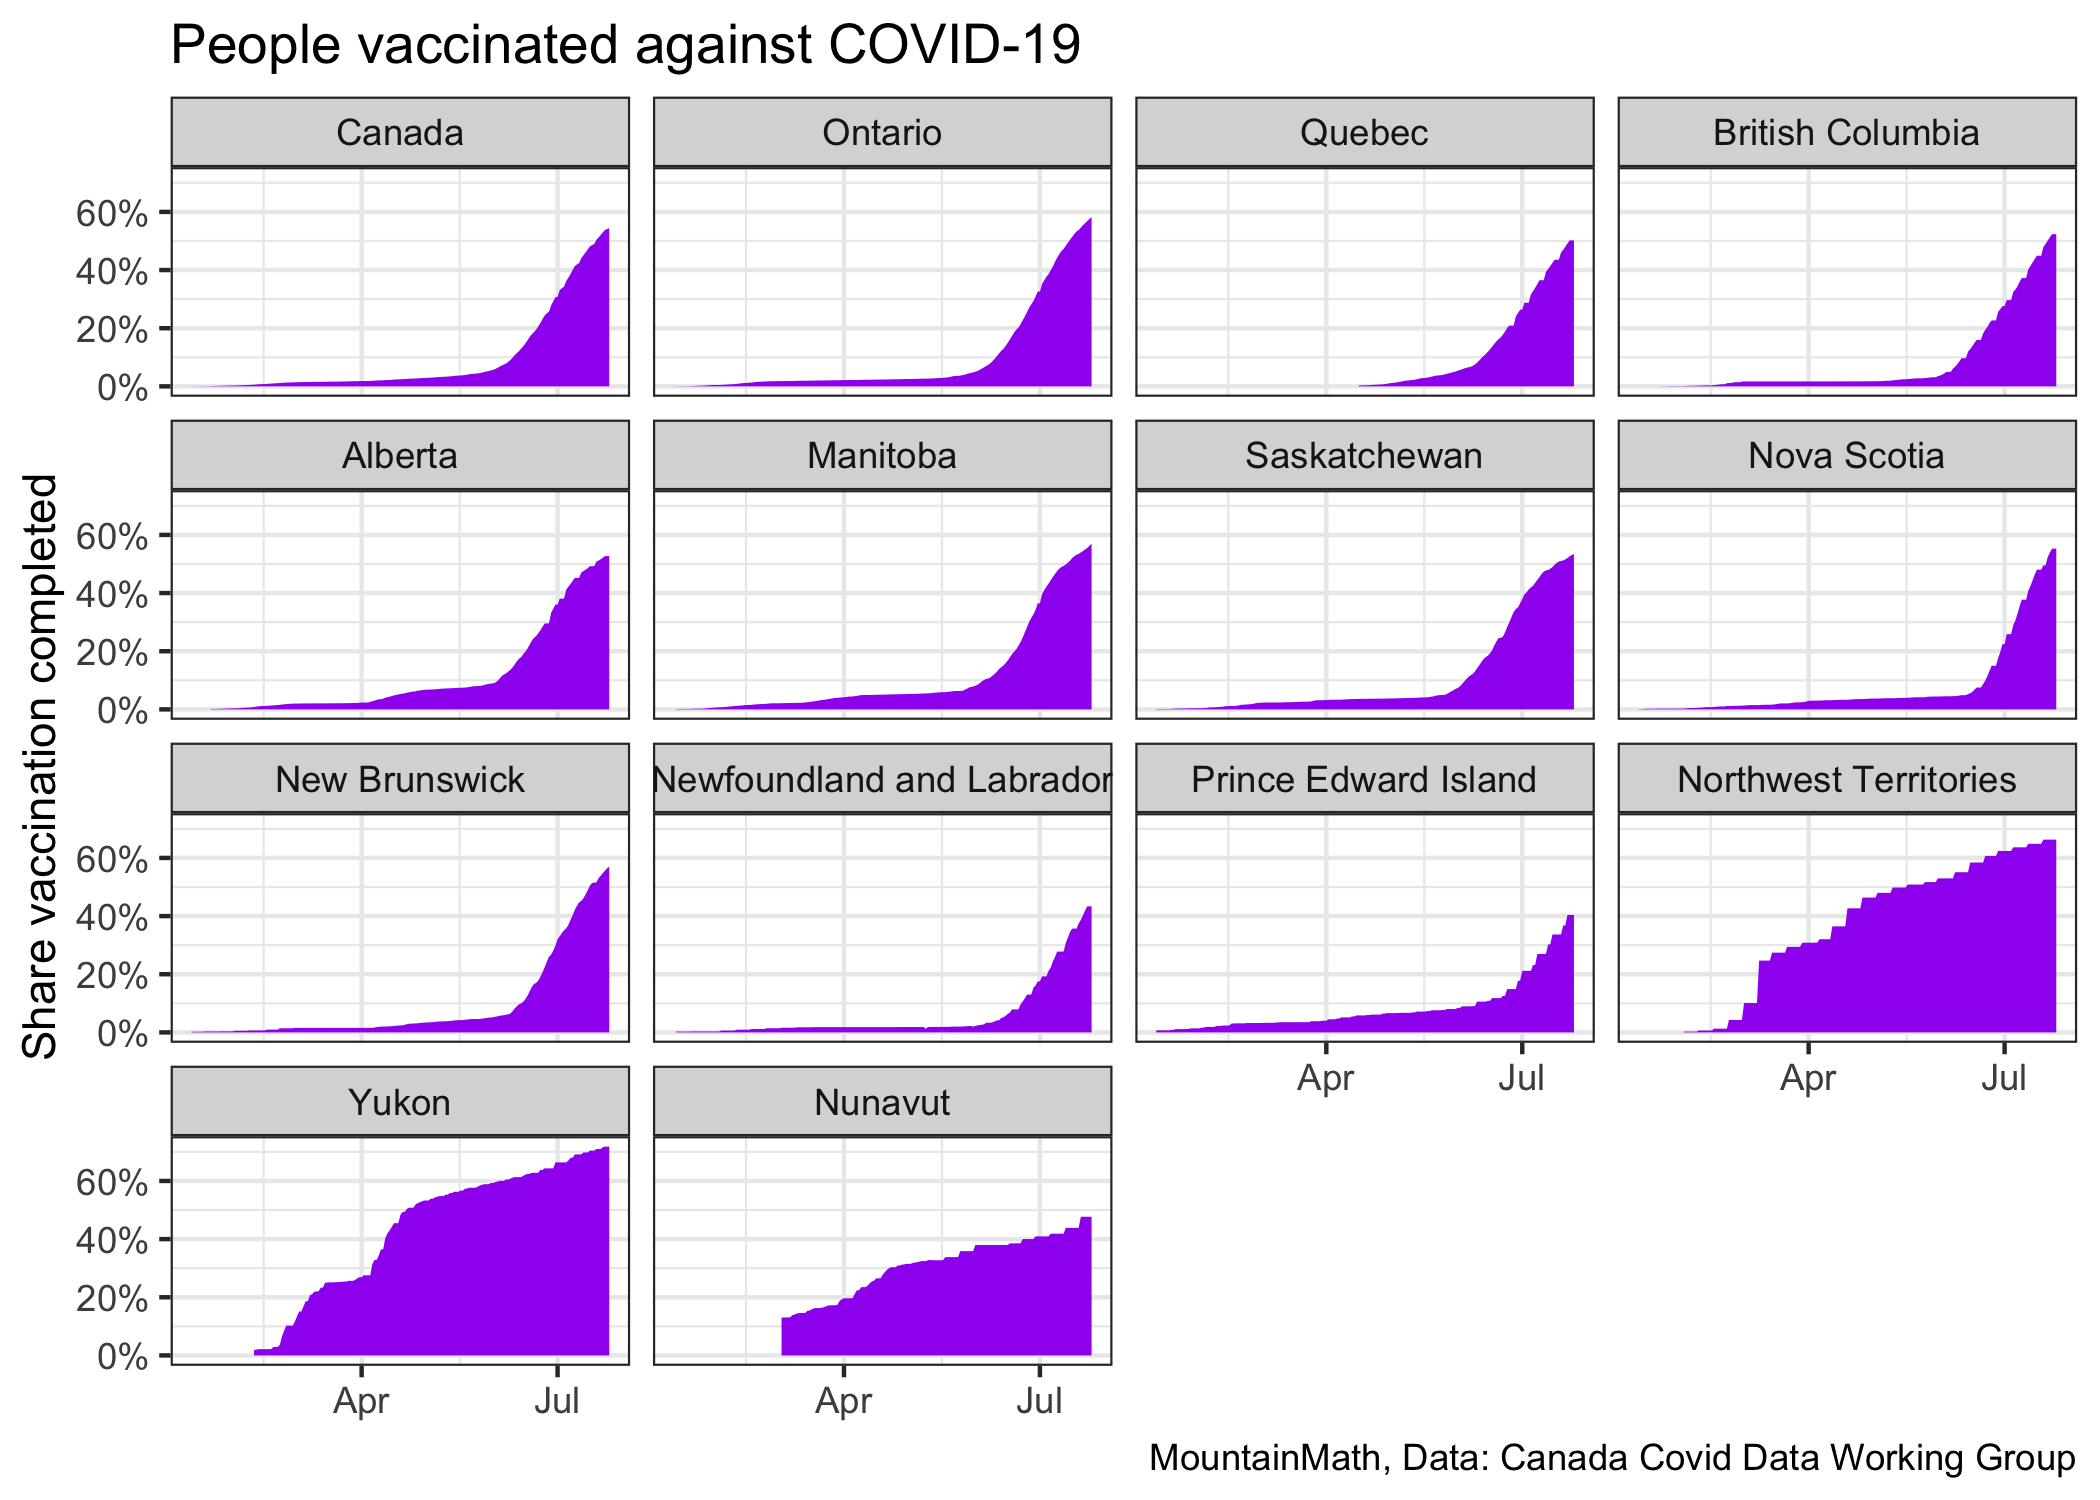 People vaccinated against COVID-19
Share vaccination completed
Canada
Ontario
Quebec
British Columbia
60%
40%
20%
0%
Alberta
Manitoba
Saskatchewan
Nova Scotia
60%
40%
20%
0%
New Brunswick
Newfoundland and Labrador
Prince Edward Island
Northwest Territories
60%
40%
20%
0%
Apr
Jul
Apr
Jul
Yukon
Nunavut
60%
40%
20%
0%
Apr
Jul
Apr
Jul
MountainMath, Data: Canada Covid Data Working Group